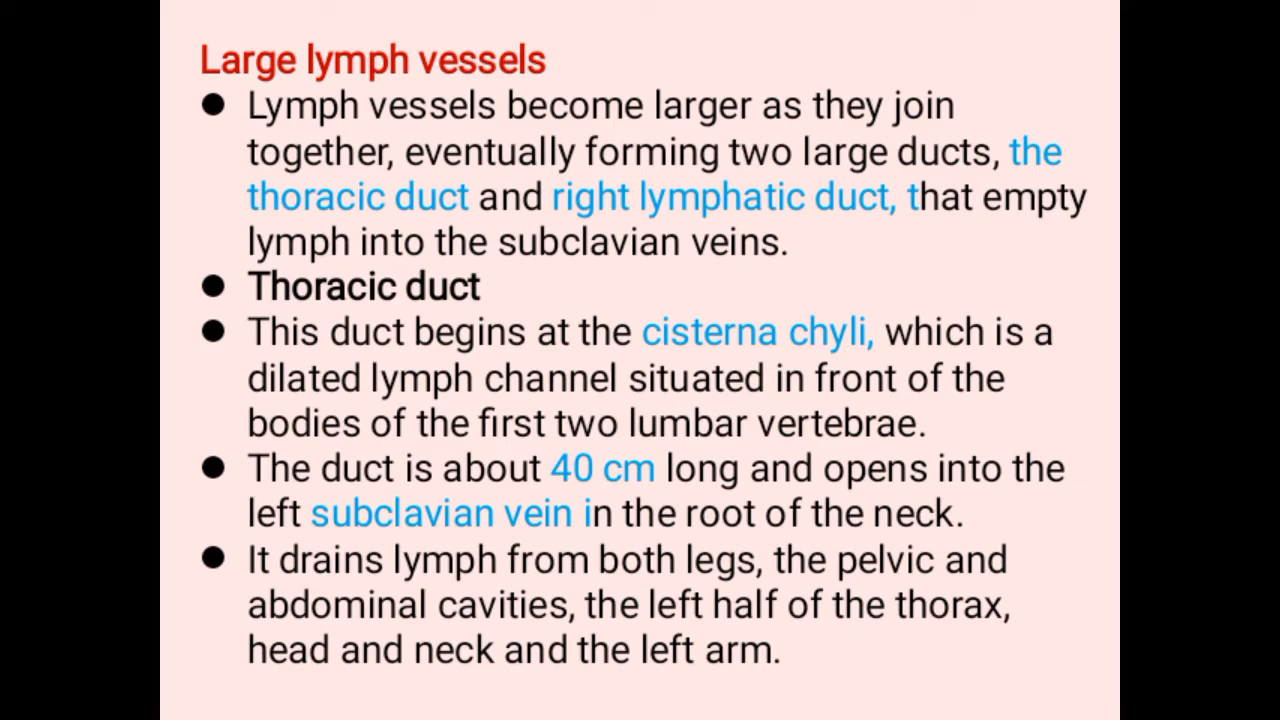 Large lymph vessels
● Lymph vessels become larger as they join
together, eventually forming two large ducts, the
thoracic duct and right lymphatic duct, that empty
lymph into the subclavian veins.
● Thoracic duct
● This duct begins at the cisterna chyli, which is a
dilated lymph channel situated in front of the
bodies of the first two lumbar vertebrae.
● The duct is about 40 cm long and opens into the
left subclavian vein in the root of the neck.
● It drains lymph from both legs, the pelvic and
abdominal cavities, the left half of the thorax,
head and neck and the left arm.